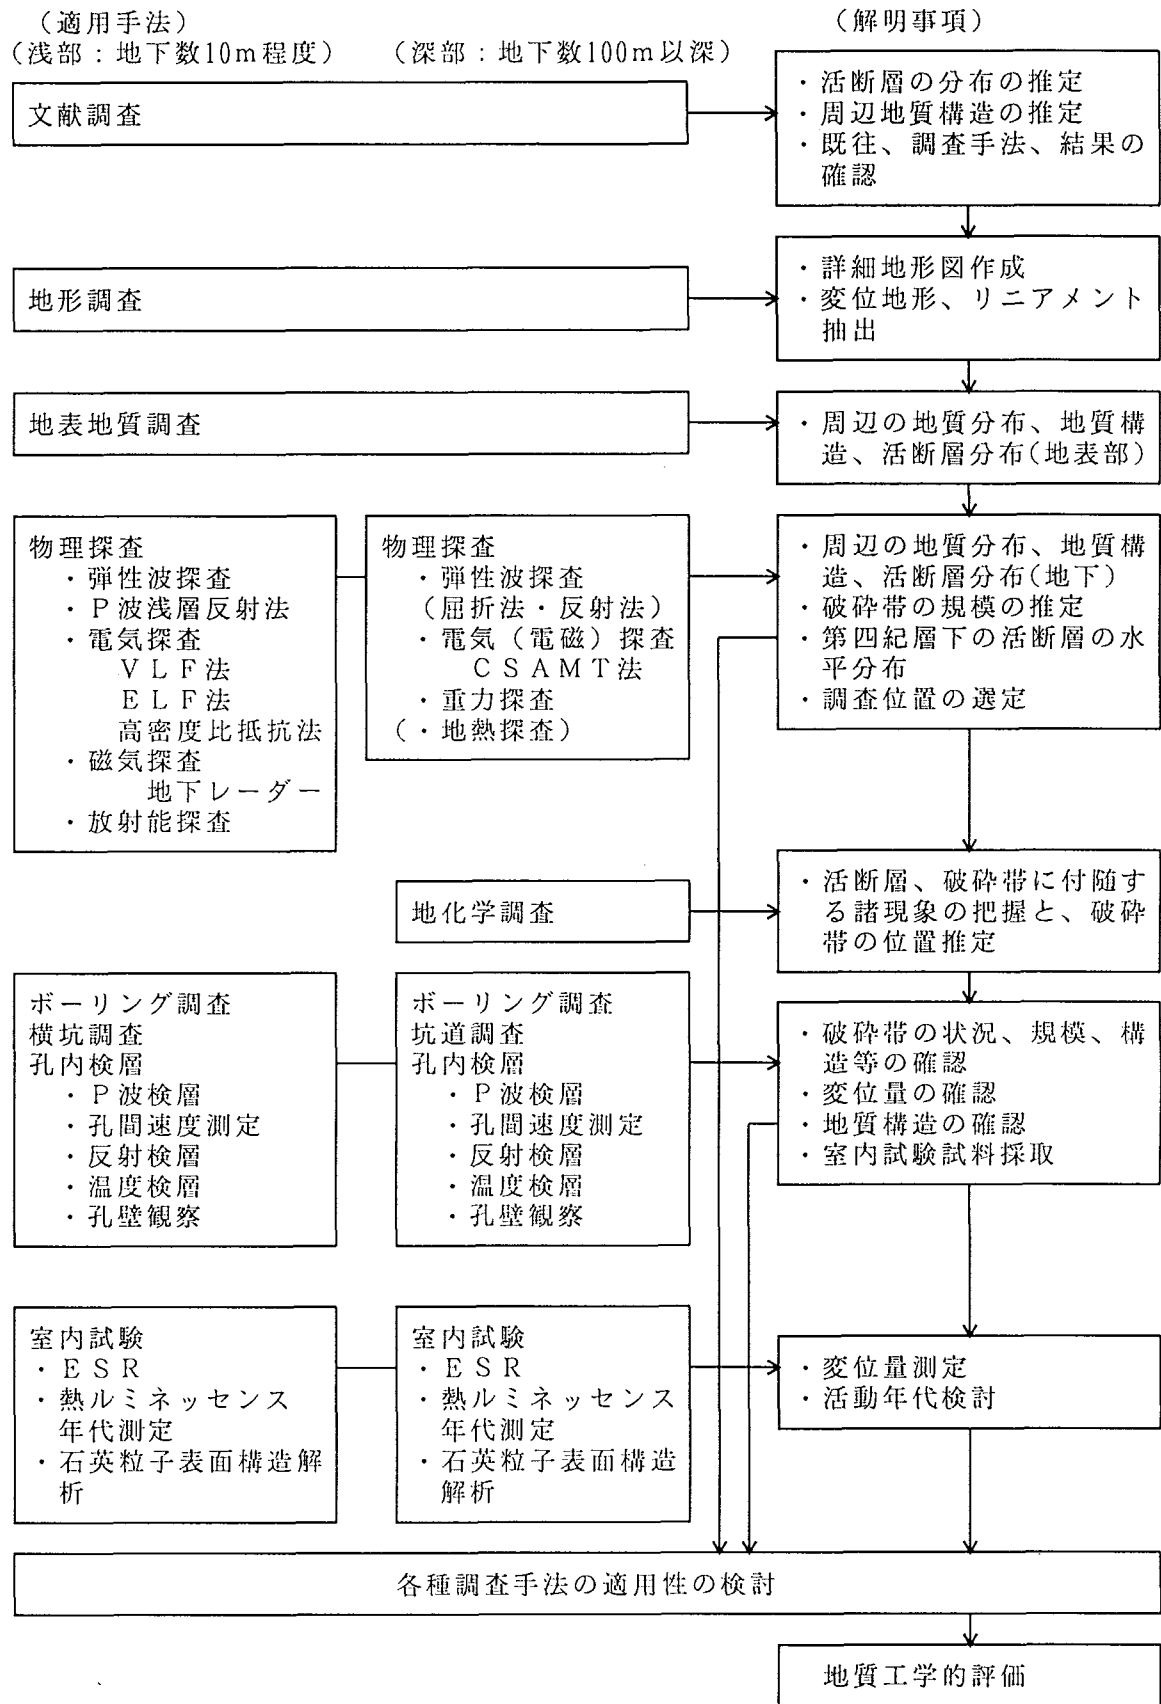 （適用手法）
（浅部：地下数10m程度）
（深部：地下数100m以深）
（解明事項）
文献調査
・活断層の分布の推定
・周辺地質構造の推定
・既往、調査手法、結果の
確認
地形調査
・詳細地形図作成
・変位地形、リニアメント
抽出
地表地質調査
・周辺の地質分布、地質構
造、活断層分布(地表部)
物理探査
・弾性波探査
・P波浅層反射法
・電気探査
VLF法
ELF法
高密度比抵抗法
・磁気探査
地下レーダー
・放射能探査
物理探査
・弾性波探査
（屈折法・反射法）
・電気（電磁）探査
CSAMT法
・重力探査
（・地熱探査）
・周辺の地質分布、地質構
造、活断層分布(地下)
・破砕帯の規模の推定
・第四紀層下の活断層の水
平分布
・調査位置の選定
地化学調査
・活断層、破砕帯に付随す
る諸現象の把握と、破砕
帯の位置推定
ボーリング調査
横坑調査
孔内検層
・P波検層
・孔間速度測定
・反射検層
・温度検層
・孔壁観察
ボーリング調査
坑道調査
孔内検層
・P波検層
・孔間速度測定
・反射検層
・温度検層
・孔壁観察
・破砕帯の状況、規模、構
造等の確認
・変位量の確認
・地質構造の確認
・室内試験試料採取
室内試験
・ESR
・熱ルミネッセンス
年代測定
・石英粒子表面構造解
析
室内試験
・ESR
・熱ルミネッセンス
年代測定
・石英粒子表面構造
解析
・変位量測定
・活動年代検討
各種調査手法の適用性の検討
地質工学的評価